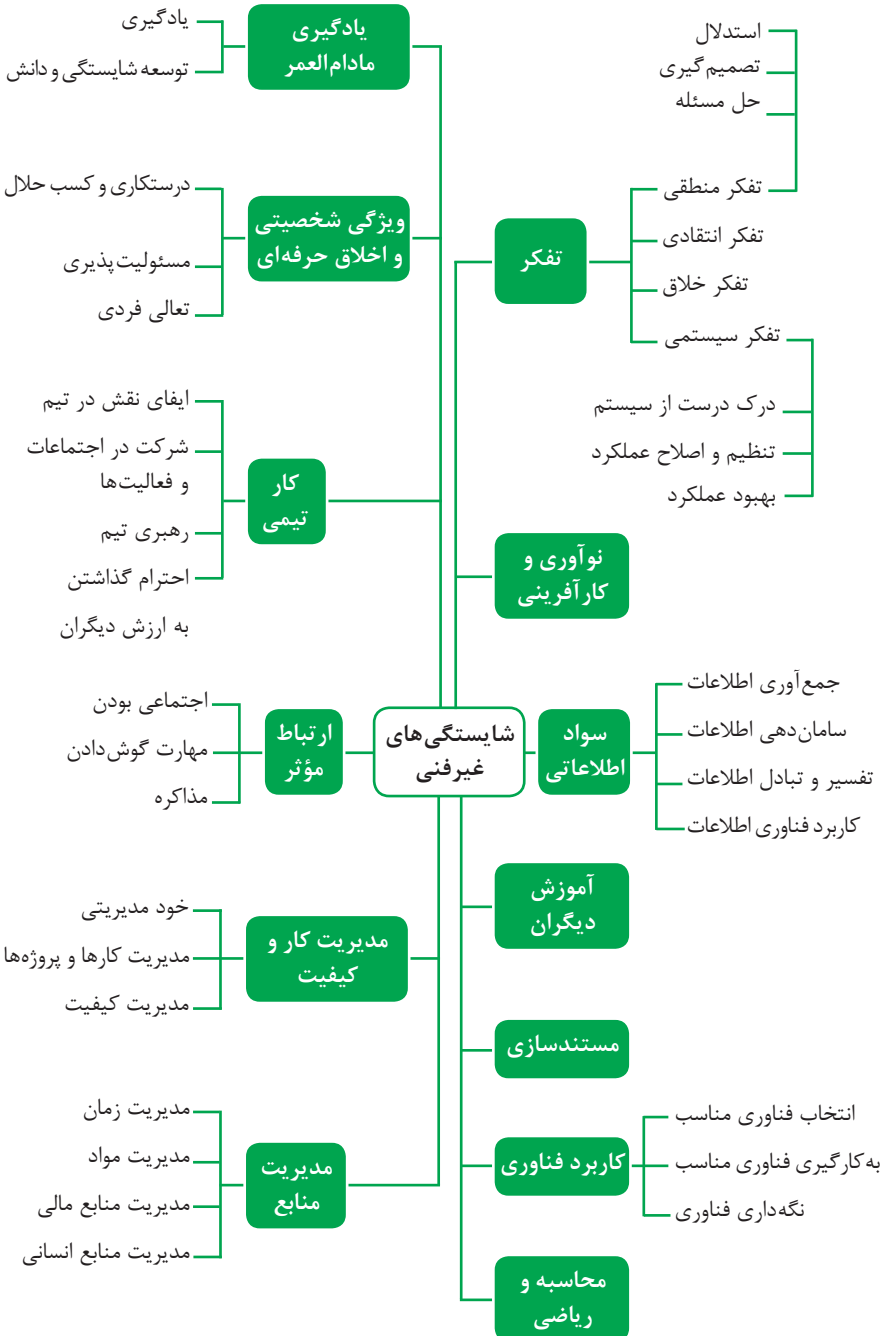 شایستگی‌های
غیرفنی
تفکر
استدلال
تصمیم‌گیری
حل مسئله
تفکر منطقی
تفکر انتقادی
تفکر خلاق
تفکر سیستمی
درک درست از سیستم
تنظیم و اصلاح عملکرد
بهبود عملکرد
نوآوری و
کارآفرینی
سواد
اطلاعاتی
جمع‌آوری اطلاعات
سامان‌دهی اطلاعات
تفسیر و تبادل اطلاعات
کاربرد فناوری اطلاعات
آموزش
دیگران
مستندسازی
کاربرد فناوری
انتخاب فناوری مناسب
به‌کارگیری فناوری مناسب
نگه‌داری فناوری
محاسبه و
ریاضی
یادگیری
مادام‌العمر
یادگیری
توسعه شایستگی و دانش
ویژگی شخصیتی
و اخلاق حرفه‌ای
درستکاری و کسب حلال
مسئولیت‌پذیری
تعالی فردی
کار
تیمی
ایفای نقش در تیم
شرکت در اجتماعات
و فعالیت‌ها
رهبری تیم
احترام گذاشتن
به ارزش دیگران
ارتباط
مؤثر
اجتماعی بودن
مهارت گوش‌دادن
مذاکره
مدیریت کار و
کیفیت
خود مدیریتی
مدیریت کارها و پروژه‌ها
مدیریت کیفیت
مدیریت
منابع
مدیریت زمان
مدیریت مواد
مدیریت منابع مالی
مدیریت منابع انسانی